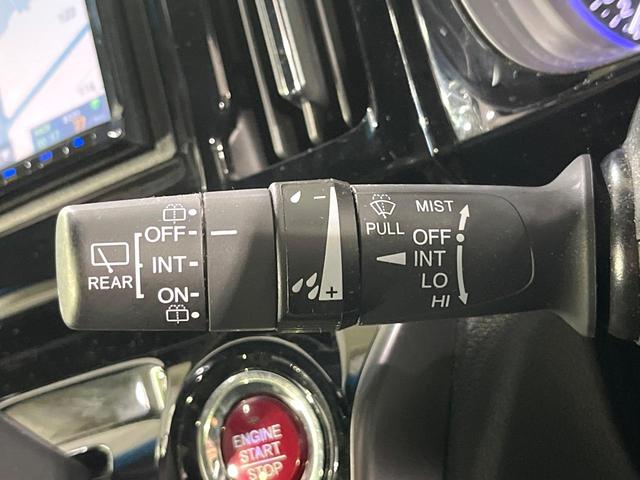 REAR
OFF
INT
ON
−
+
PULL
MIST
OFF
INT
LO
HI
ENGINE
START
STOP